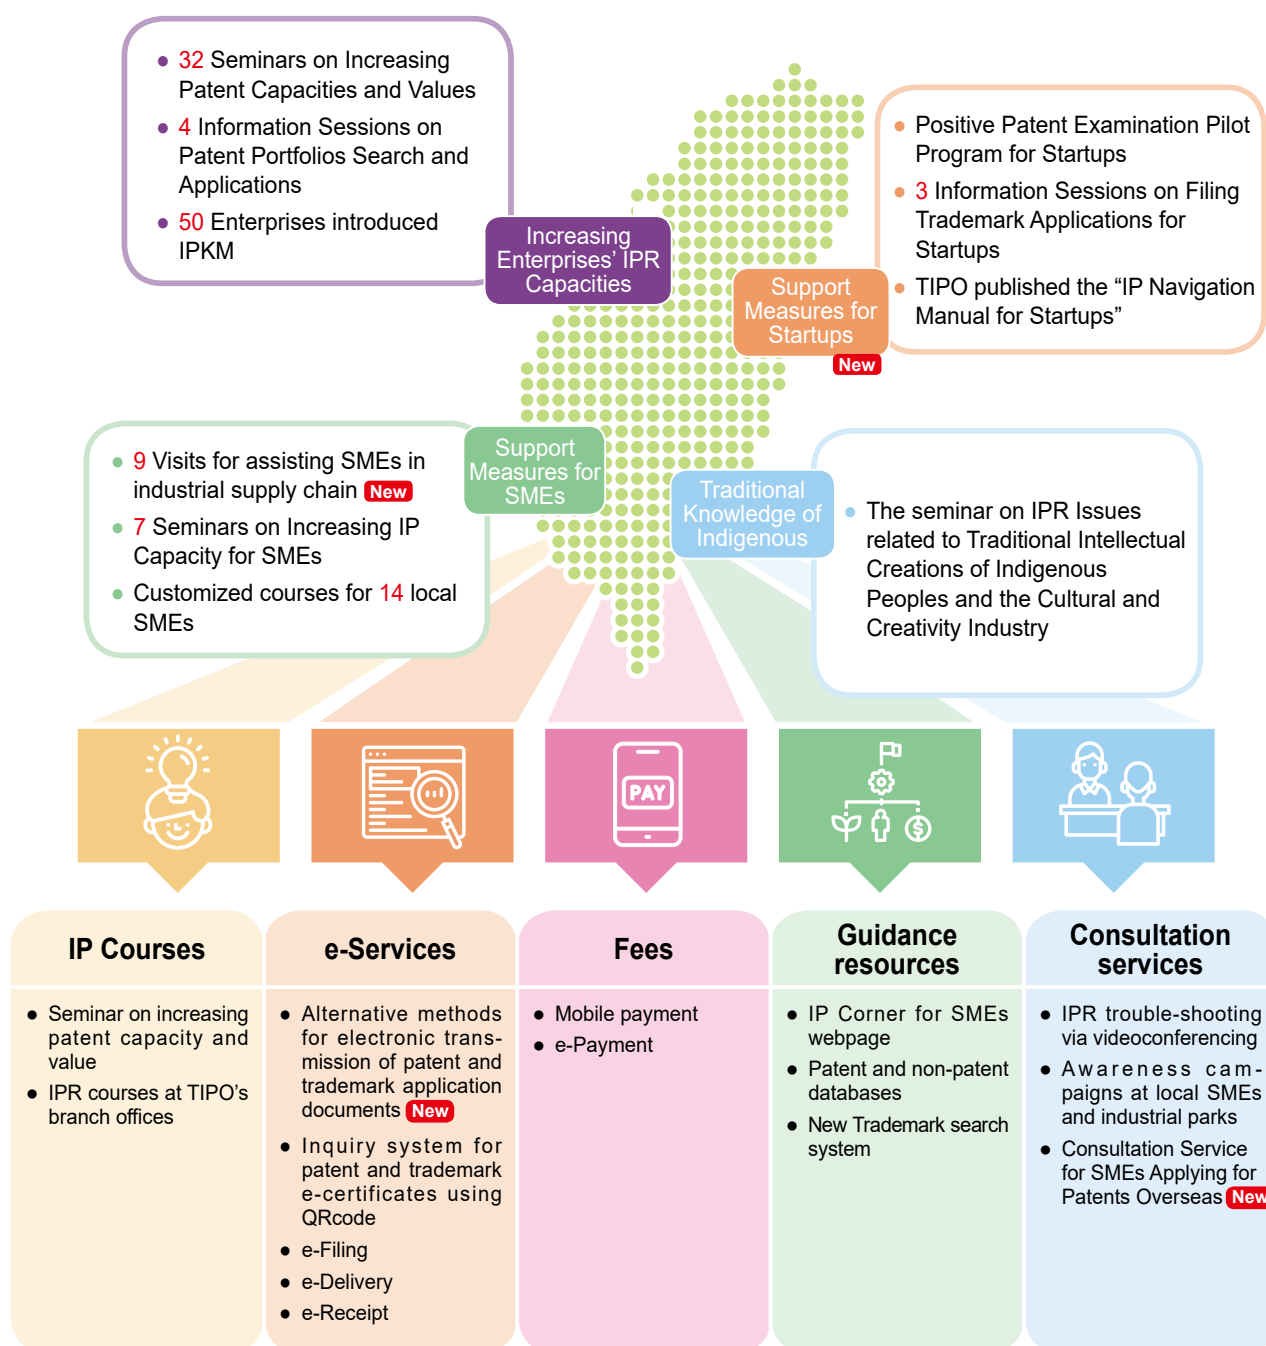 32 Seminars on Increasing
Patent Capacities and Values
4 Information Sessions on
Patent Portfolios Search and
Applications
50 Enterprises introduced
IPKM
Increasing
Enterprises’ IPR
Capacities
Positive Patent Examination Pilot
Program for Startups
3 Information Sessions on Filing
Trademark Applications for
Startups
TIPO published the “IP Navigation
Manual for Startups”
Support
Measures for
Startups
New
9 Visits for assisting SMEs in
industrial supply chain New
7 Seminars on Increasing IP
Capacity for SMEs
Customized courses for 14 local
SMEs
Support
Measures for
SMEs
Traditional
Knowledge of
Indigenous
The seminar on IPR Issues
related to Traditional Intellectual
Creations of Indigenous
Peoples and the Cultural and
Creativity Industry
PAY
IP Courses
Seminar on increasing
patent capacity and
value
IPR courses at TIPO’s
branch offices
e-Services
Alternative methods
for electronic trans-
mission of patent and
trademark application
documents New
Inquiry system for
patent and trademark
e-certificates using
QRcode
e-Filing
e-Delivery
e-Receipt
Fees
Mobile payment
e-Payment
Guidance
resources
IP Corner for SMEs
webpage
Patent and non-patent
databases
New Trademark search
system
Consultation
services
IPR trouble-shooting
via videoconferencing
Awareness cam-
paigns at local SMEs
and industrial parks
Consultation Service
for SMEs Applying for
Patents Overseas New